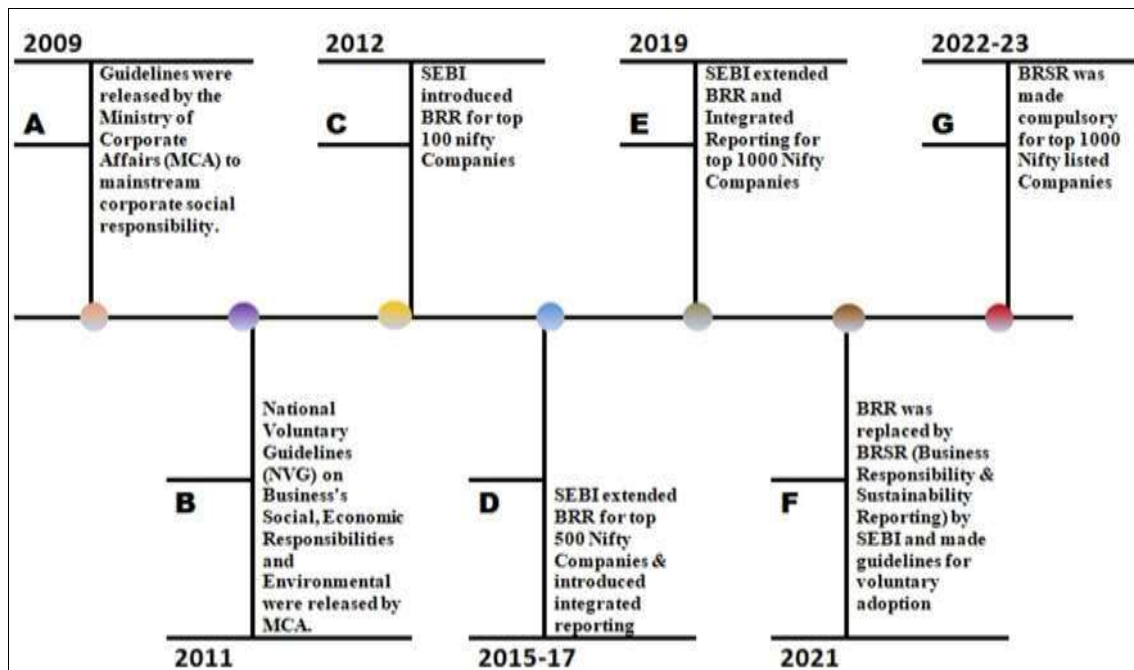 2009
A
Guidelines were
released by the
Ministry of
Corporate
Affairs (MCA) to
mainstream
corporate social
responsibility.
2012
C
SEBI
introduced
BRR for top
100 nifty
Companies
2019
E
SEBI extended
BRR and
Integrated
Reporting for
top 1000 Nifty
Companies
2022-23
G
BRSR was
made
compulsory
for top 1000
Nifty listed
Companies
B
National
Voluntary
Guidelines
(NVG) on
Business's
Social, Economic
Responsibilities
and
Environmental
were released by
MCA.
2011
D
SEBI extended
BRR for top
500 Nifty
Companies &
introduced
integrated
reporting
2015-17
F
BRR was
replaced by
BRSR (Business
Responsibility &
Sustainability
Reporting) by
SEBI and made
guidelines for
voluntary
adoption
2021